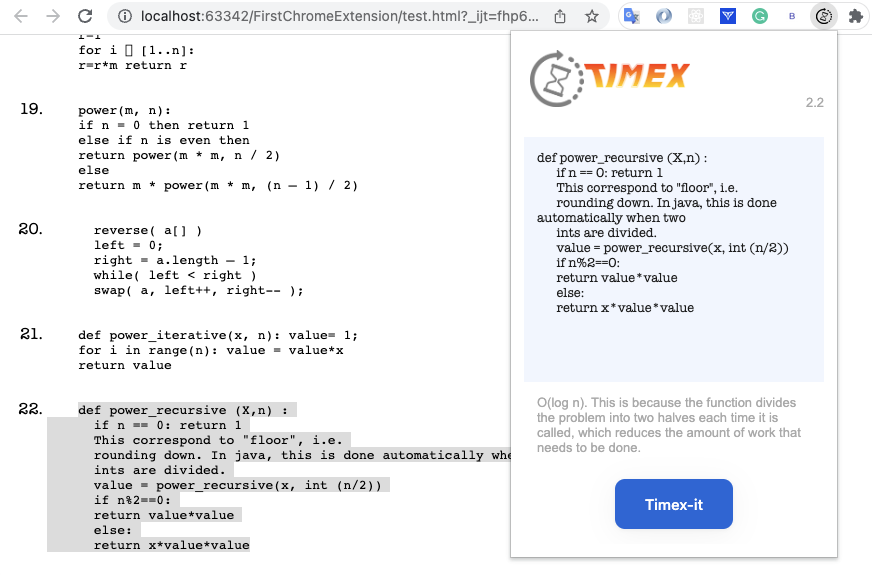 localhost:63342/FirstChromeExtension/test.html?_ijt=fhp6...
r=1
for i ▯ [1..n]:
r=r*m return r
19. power(m, n):
if n = 0 then return 1
else if n is even then
return power(m * m, n / 2)
else
return m * power(m * m, (n – 1) / 2)
20. reverse( a[] )
left = 0;
right = a.length – 1;
while( left < right )
swap( a, left++, right-- );
21. def power_iterative(x, n): value= 1;
for i in range(n): value = value*x
return value
22. def power_recursive (X,n) :
if n == 0: return 1
This correspond to "floor", i.e.
rounding down. In java, this is done automatically whe
ints are divided.
value = power_recursive(x, int (n/2))
if n%2==0:
return value*value
else:
return x*value*value
TIMEX
2.2
def power_recursive (X,n) :
if n == 0: return 1
This correspond to "floor", i.e.
rounding down. In java, this is done
automatically when two
ints are divided.
value = power_recursive(x, int (n/2))
if n%2==0:
return value*value
else:
return x*value*value
O(log n). This is because the function divides
the problem into two halves each time it is
called, which reduces the amount of work that
needs to be done.
Timex-it